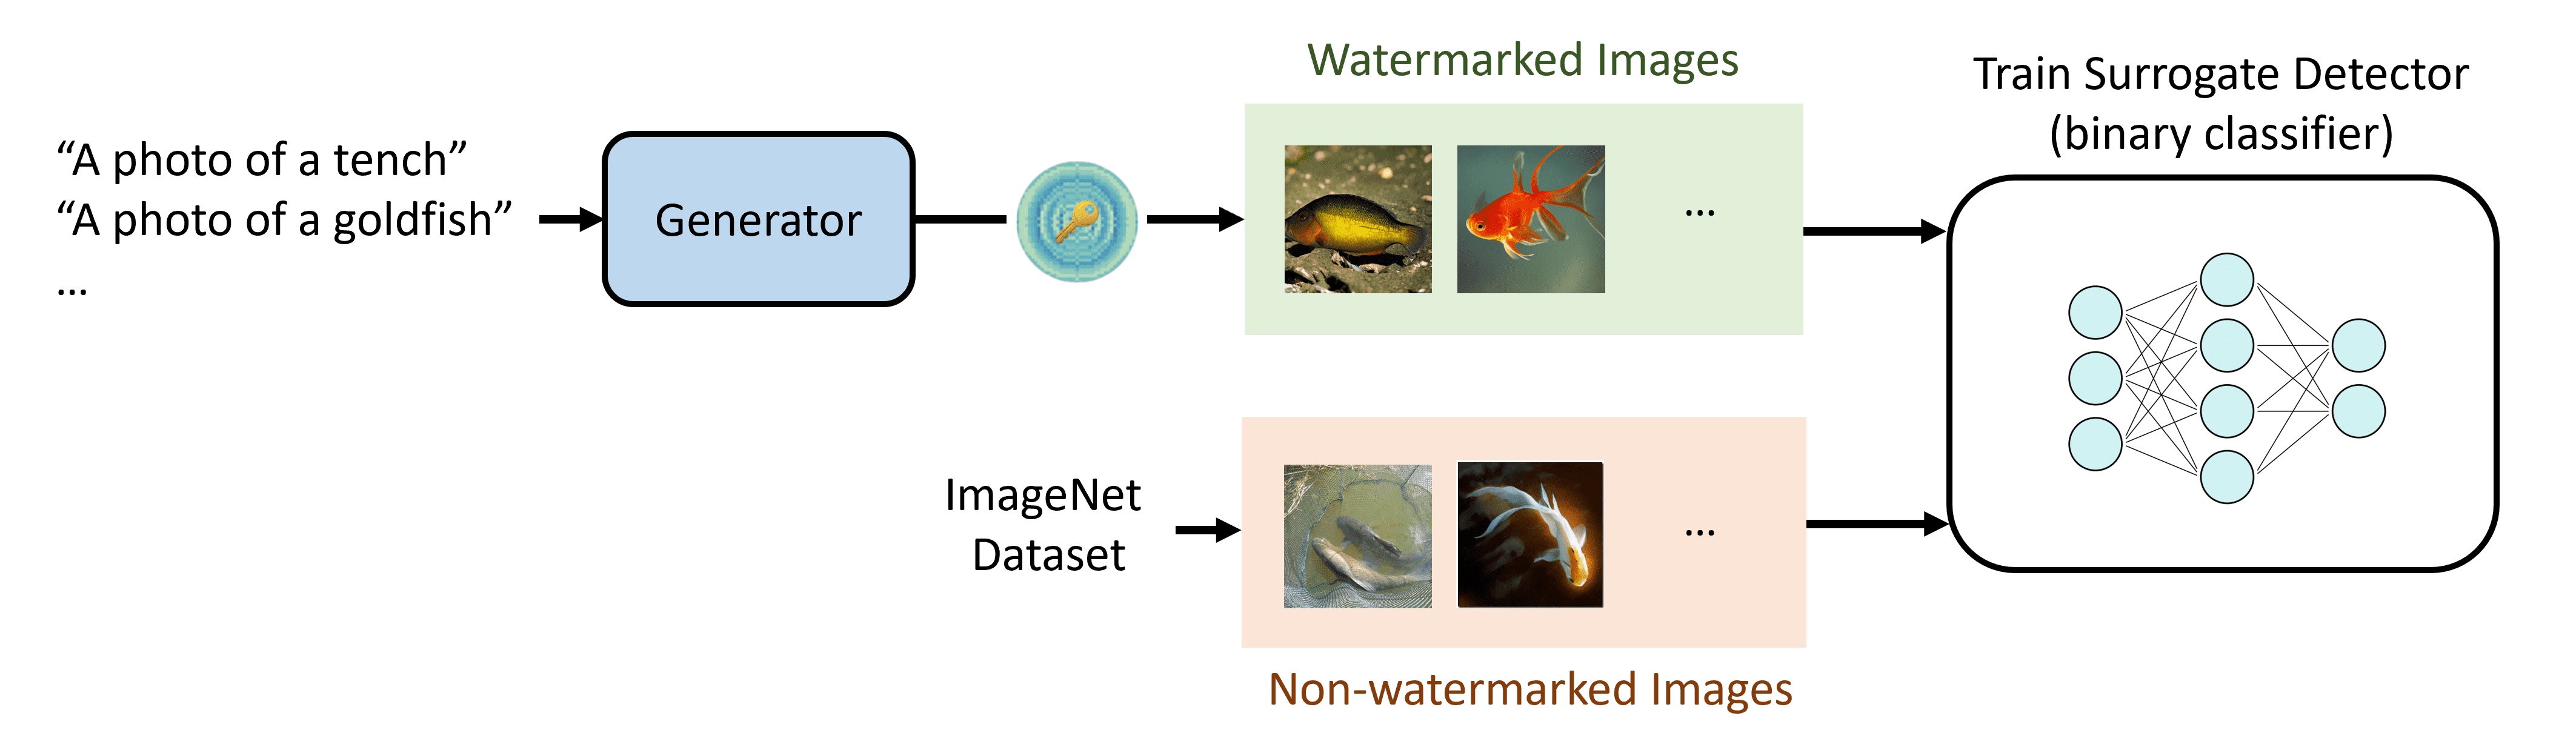 “A photo of a tench”
“A photo of a goldfish”
...
Generator
Watermarked Images
...
ImageNet
Dataset
...
Non-watermarked Images
Train Surrogate Detector
(binary classifier)